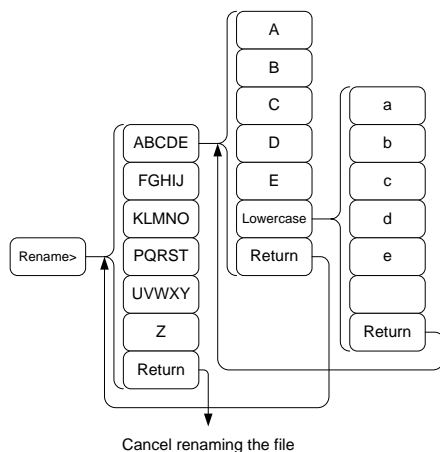 Rename>
ABCDE
FGHIJ
KLMNO
PQRST
UVWXY
Z
Return
A
B
C
D
E
Lowercase
Return
a
b
c
d
e
Return
Cancel renaming the file